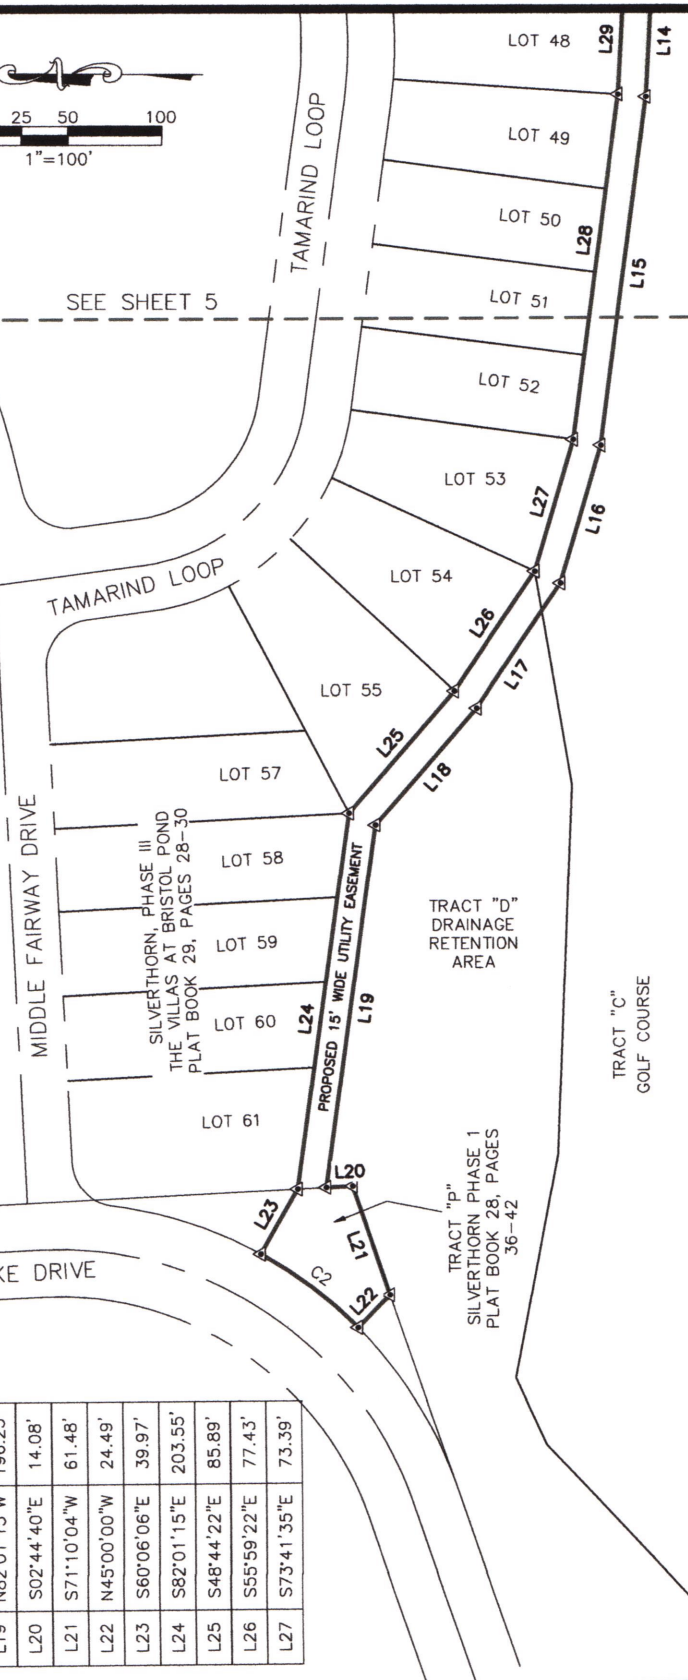 25 50 100
1"=100'
SEE SHEET 5
TAMARIND LOOP
TAMARIND LOOP
LOT 48
LOT 49
LOT 50
LOT 51
LOT 52
LOT 53
LOT 54
LOT 55
LOT 57
LOT 58
LOT 59
LOT 60
LOT 61
L29
L14
L28
L15
L27
L16
L26
L17
L25
L18
L24
L19
L20
L23
L21
L22
C2
MIDDLE FAIRWAY DRIVE
SILVERTHORN, PHASE III
THE VILLAS AT BRISTOL POND
PLAT BOOK 29, PAGES 28-30
PROPOSED 15' WIDE UTILITY EASEMENT
TRACT "D"
DRAINAGE
RETENTION
AREA
TRACT "C"
GOLF COURSE
TRACT "P"
SILVERTHORN PHASE 1
PLAT BOOK 28, PAGES
36-42
KE DRIVE
L19 N82°01'15"W
L20 S02°44'40"E 14.08'
L21 S71°10'04"W 61.48'
L22 N45°00'00"W 24.49'
L23 S60°06'06"E 39.97'
L24 S82°01'15"E 203.55'
L25 S48°44'22"E 85.89'
L26 S55°59'22"E 77.43'
L27 S73°41'35"E 73.39'